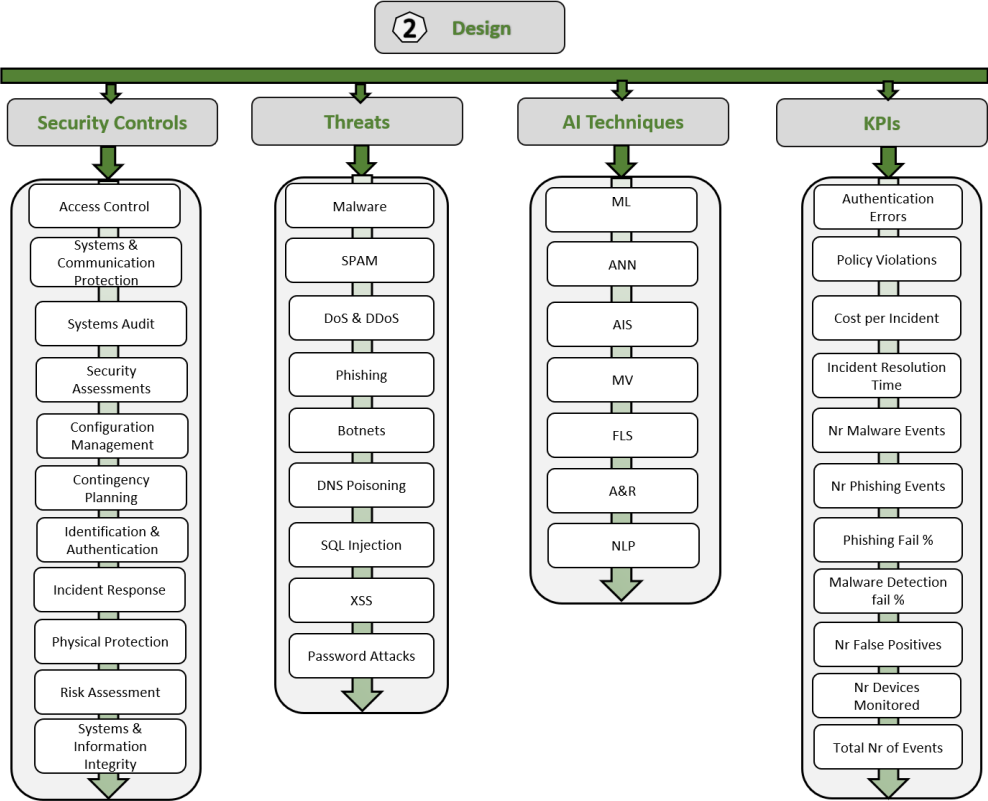 2 Design
Security Controls
Access Control
Systems &
Communication
Protection
Systems Audit
Security
Assessments
Configuration
Management
Contingency
Planning
Identification &
Authentication
Incident Response
Physical Protection
Risk Assessment
Systems &
Information
Integrity
Threats
Malware
SPAM
DoS & DDoS
Phishing
Botnets
DNS Poisoning
SQL Injection
XSS
Password Attacks
AI Techniques
ML
ANN
AIS
MV
FLS
A&R
NLP
KPIs
Authentication
Errors
Policy Violations
Cost per Incident
Incident Resolution
Time
Nr Malware Events
Nr Phishing Events
Phishing Fail %
Malware Detection
fail %
Nr False Positives
Nr Devices
Monitored
Total Nr of Events